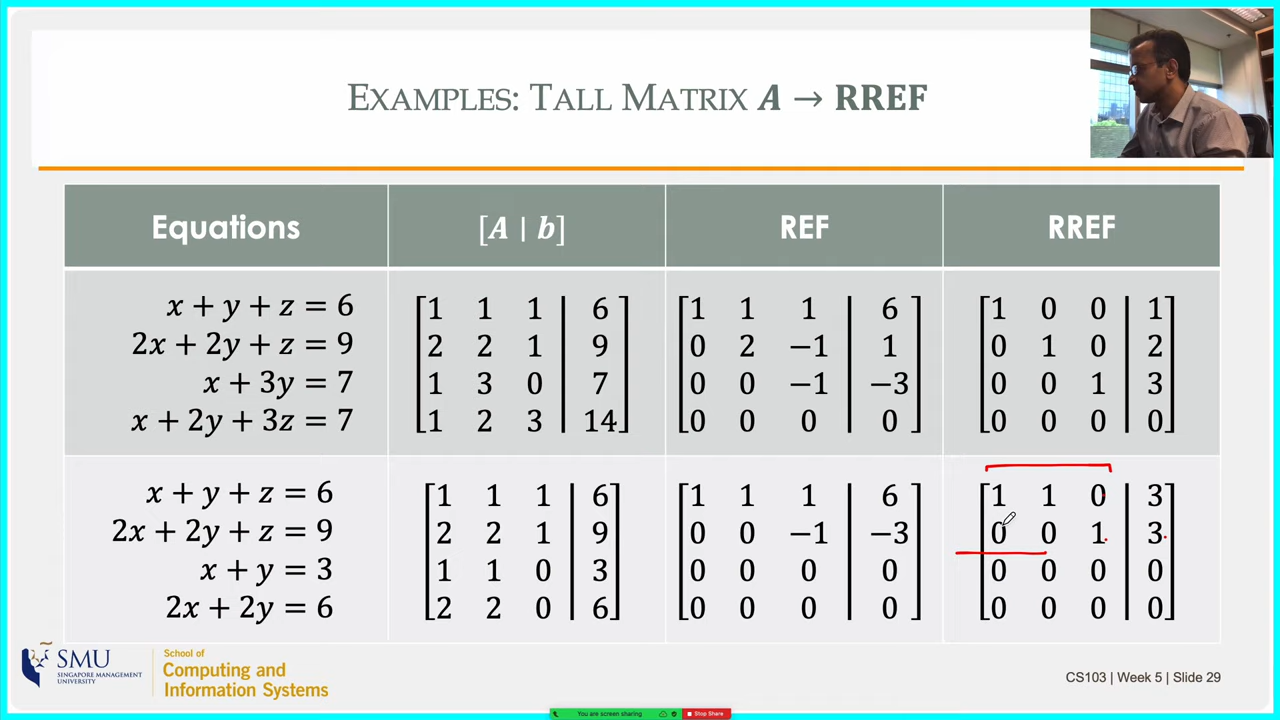 EXAMPLES: TALL MATRIX A → RREF
Equations [A | b] REF RREF
x + y + z = 6
2x + 2y + z = 9
x + 3y = 7
x + 2y + 3z = 7
1 1 1 | 6
2 2 1 | 9
1 3 0 | 7
1 2 3 | 14
1 1 1 | 6
0 2 −1 | 1
0 0 −1 | −3
0 0 0 | 0
1 0 0 | 1
0 1 0 | 2
0 0 1 | 3
0 0 0 | 0
x + y + z = 6
2x + 2y + z = 9
x + y = 3
2x + 2y = 6
1 1 1 | 6
2 2 1 | 9
1 1 0 | 3
2 2 0 | 6
1 1 1 | 6
0 0 −1 | −3
0 0 0 | 0
0 0 0 | 0
1 1 0 | 3
0 0 1 | 3
0 0 0 | 0
0 0 0 | 0
SMU
SINGAPORE MANAGEMENT
UNIVERSITY
School of
Computing and
Information Systems
CS103 | Week 5 | Slide 29
You are screen sharing
Stop Share